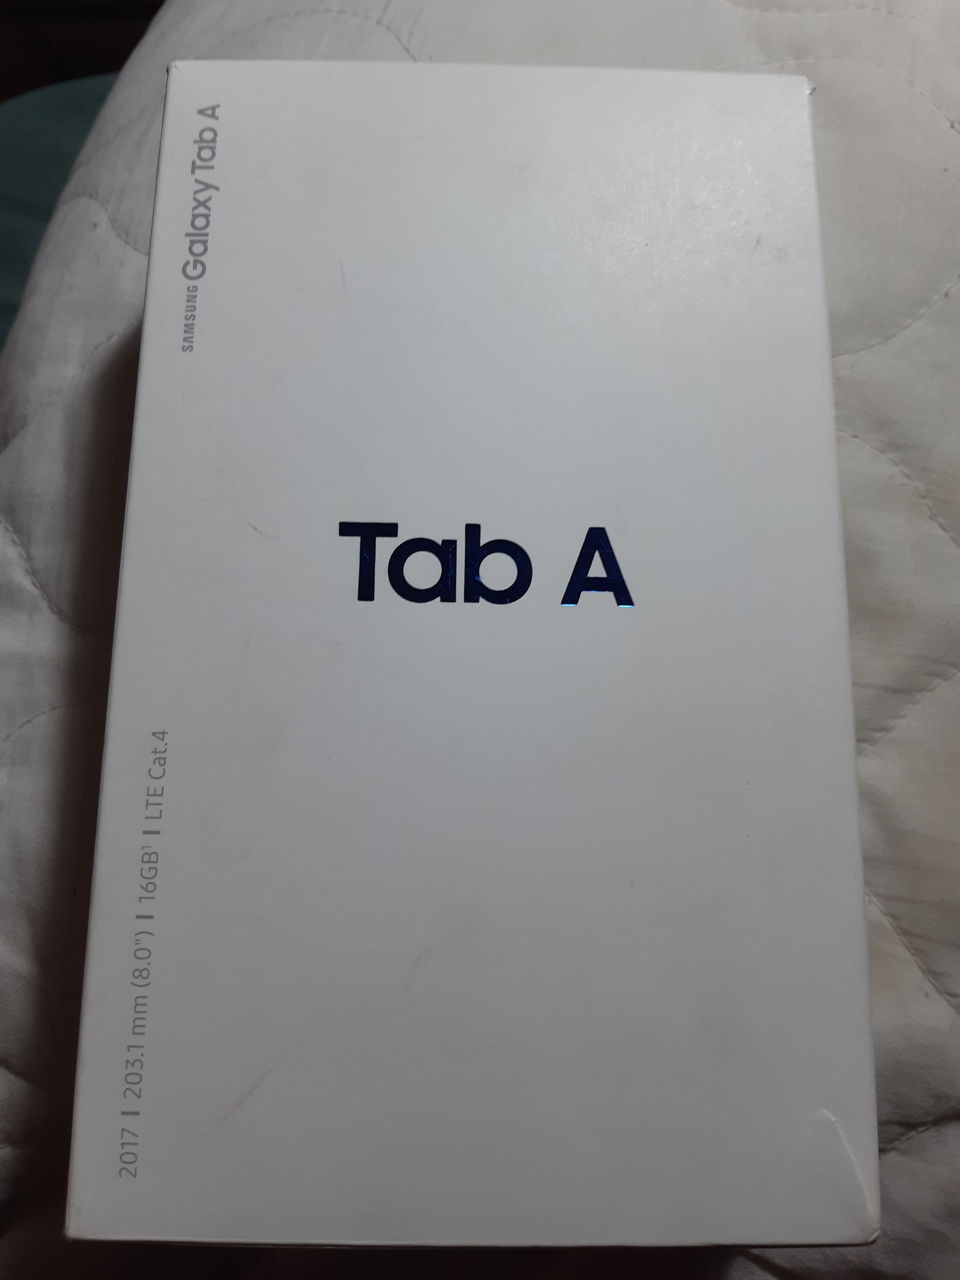 SAMSUNG Galaxy Tab A
Tab A
2017 | 203.1 mm (8.0") | 16GB¹ | LTE Cat.4